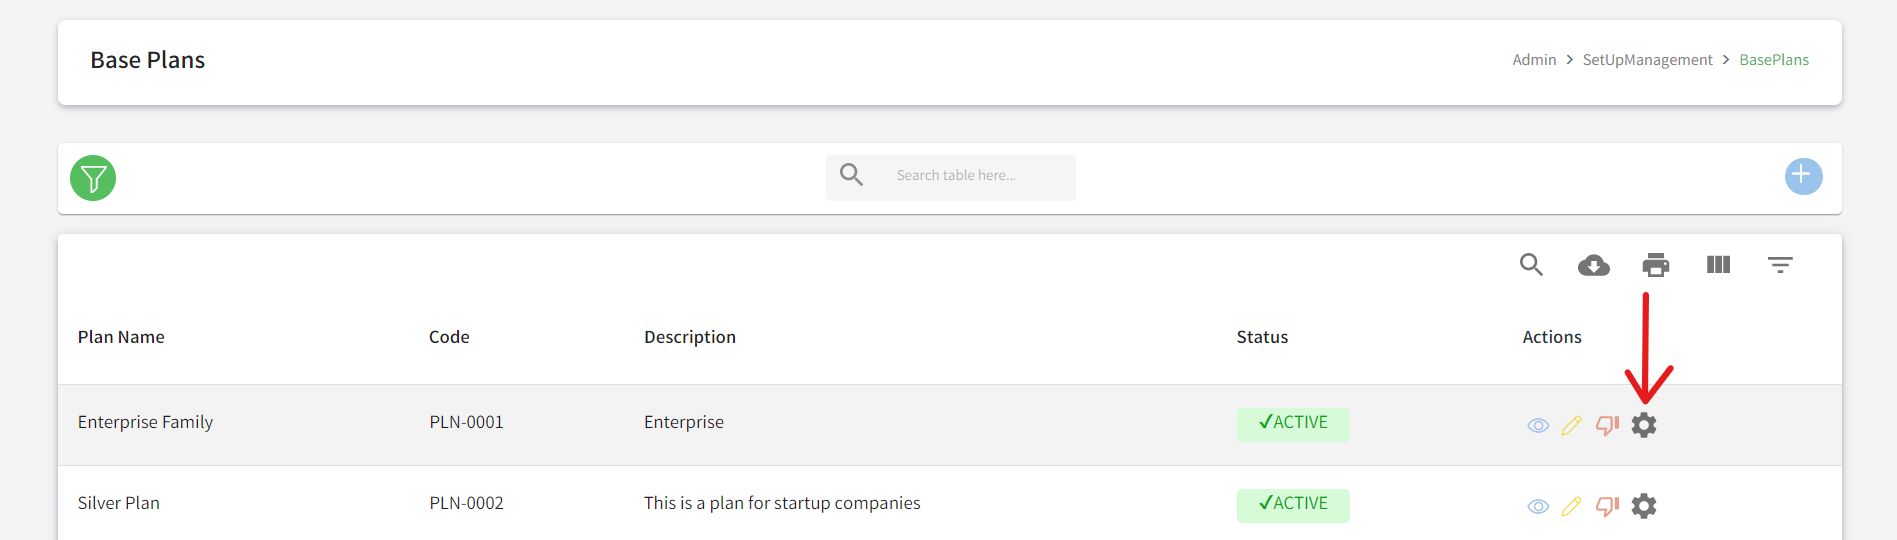 Base Plans
Admin > SetUpManagement > BasePlans
Search table here...
Plan Name Code Description Status Actions
Enterprise Family PLN-0001 Enterprise ✓ACTIVE
Silver Plan PLN-0002 This is a plan for startup companies ✓ACTIVE